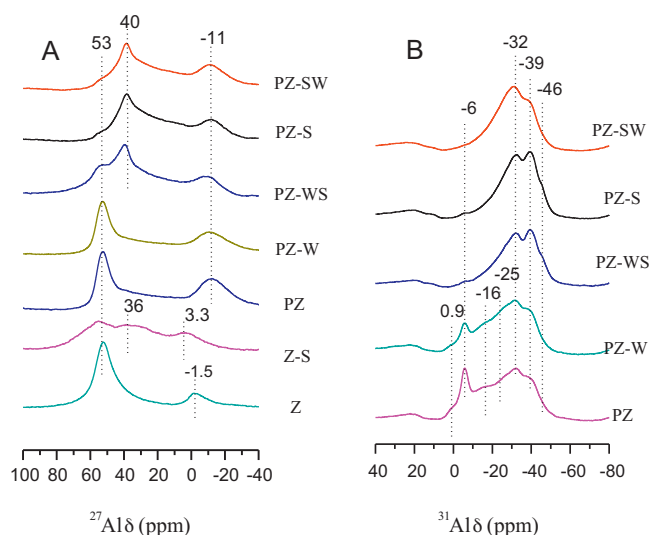 A
53
40
-11
PZ-SW
PZ-S
PZ-WS
PZ-W
PZ
36
3.3
Z-S
-1.5
Z
100 80 60 40 20 0 -20 -40
27Alδ (ppm)
B
-32
-39
-46
-6
PZ-SW
PZ-S
PZ-WS
-25
-16
0.9
PZ-W
PZ
40 20 0 -20 -40 -60 -80
31Alδ (ppm)